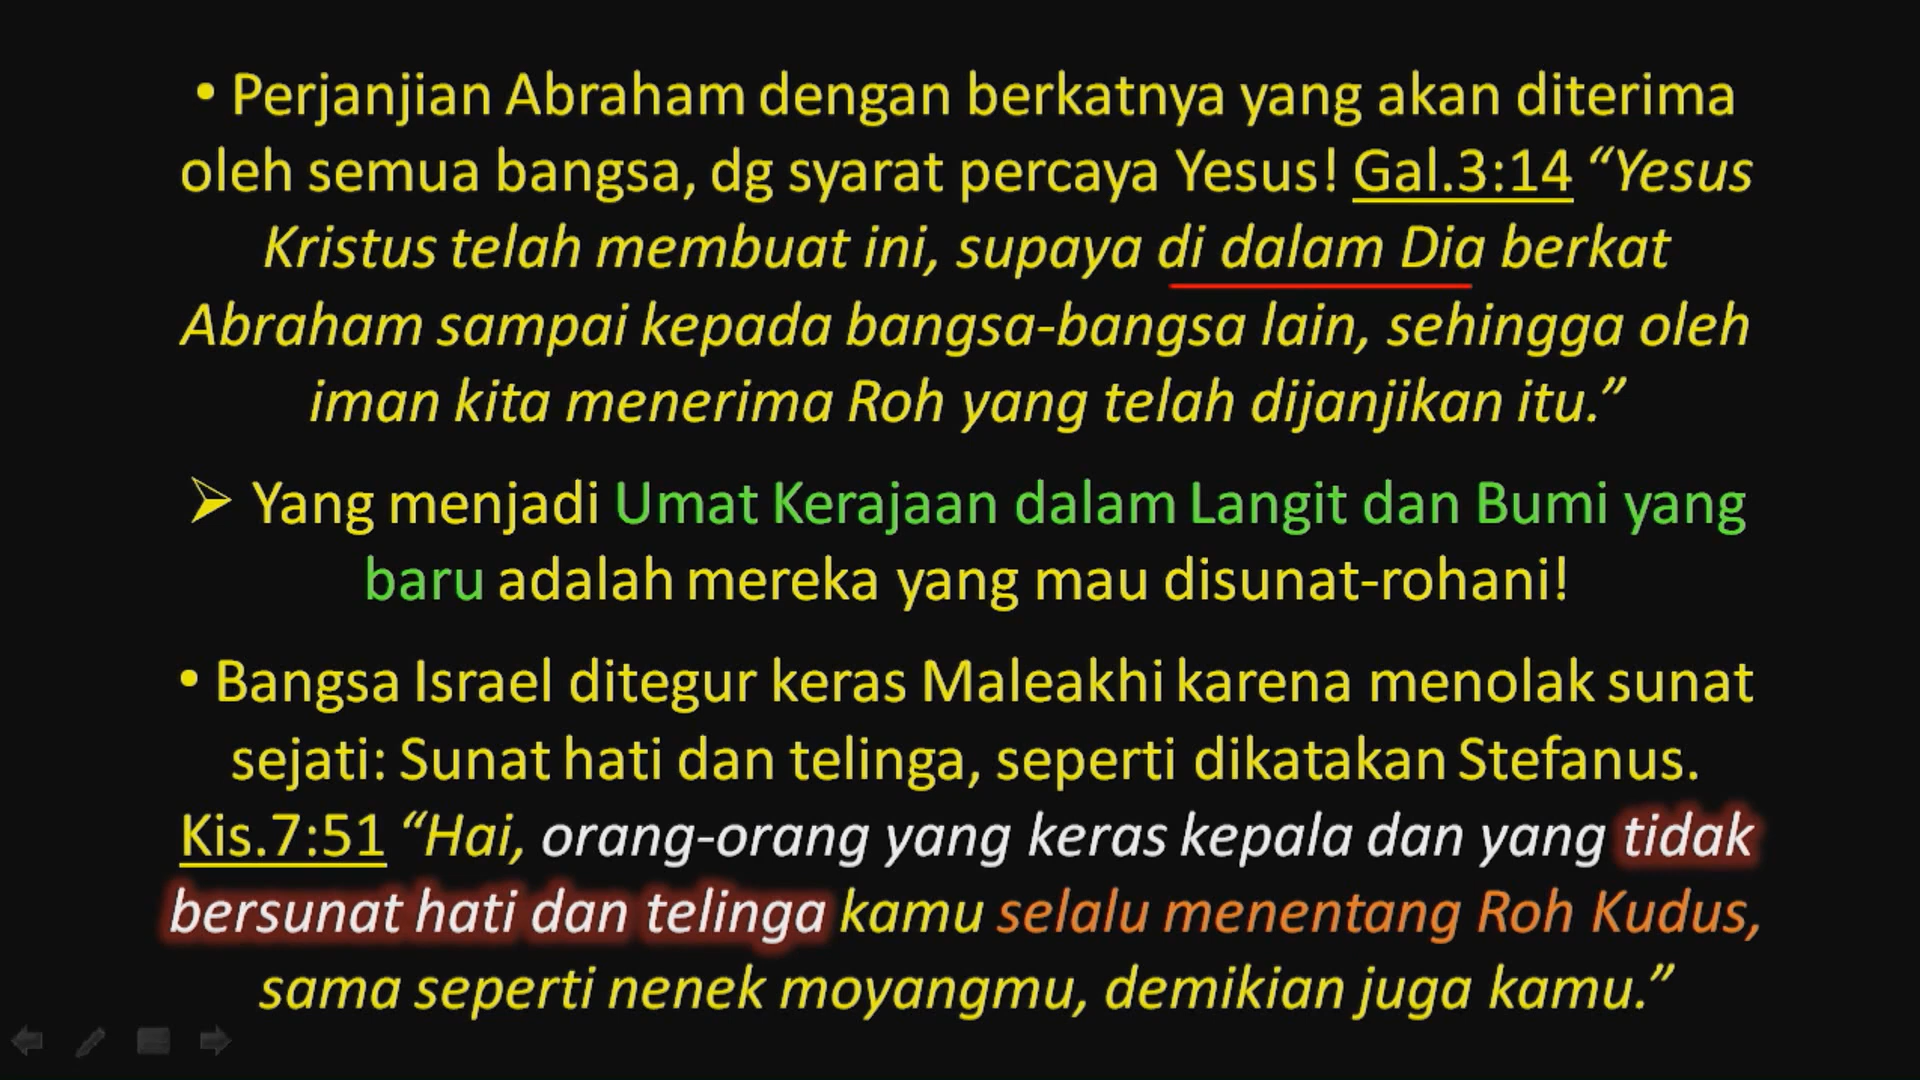 • Perjanjian Abraham dengan berkatnya yang akan diterima
oleh semua bangsa, dg syarat percaya Yesus! Gal.3:14 “Yesus
Kristus telah membuat ini, supaya di dalam Dia berkat
Abraham sampai kepada bangsa-bangsa lain, sehingga oleh
iman kita menerima Roh yang telah dijanjikan itu.”
➢ Yang menjadi Umat Kerajaan dalam Langit dan Bumi yang
baru adalah mereka yang mau disunat-rohani!
• Bangsa Israel ditegur keras Maleakhi karena menolak sunat
sejati: Sunat hati dan telinga, seperti dikatakan Stefanus.
Kis.7:51 “Hai, orang-orang yang keras kepala dan yang tidak
bersunat hati dan telinga kamu selalu menentang Roh Kudus,
sama seperti nenek moyangmu, demikian juga kamu.”